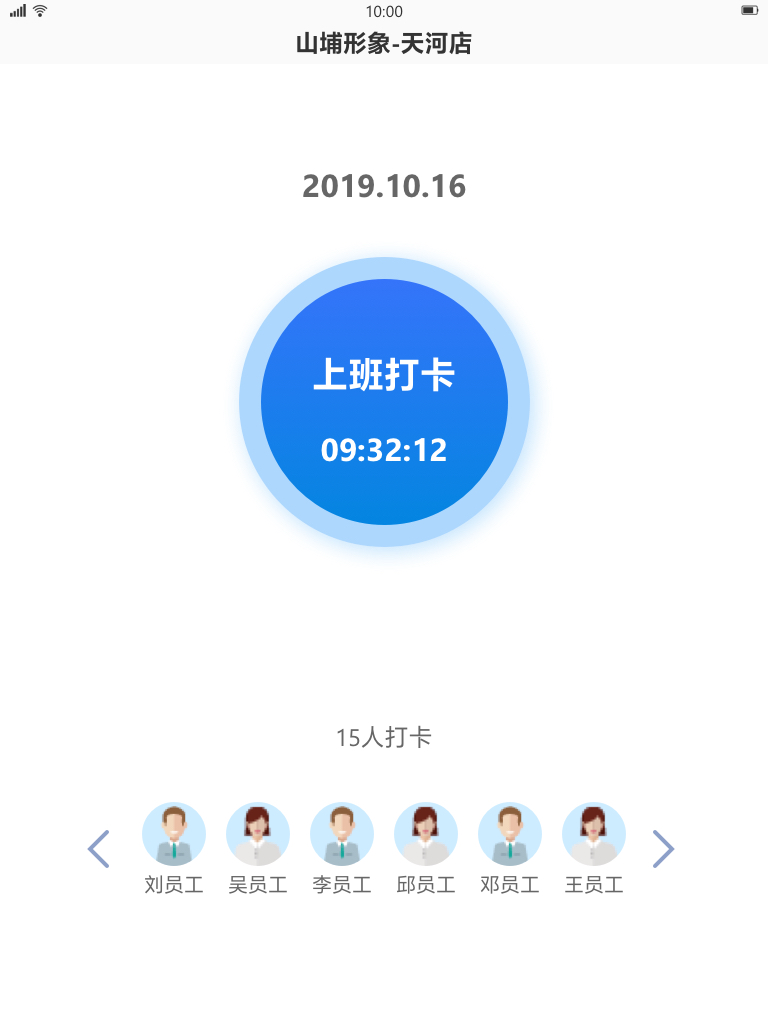 10:00
山埔形象-天河店
2019.10.16
上班打卡
09:32:12
15人打卡
刘员工 吴员工 李员工 邱员工 邓员工 王员工